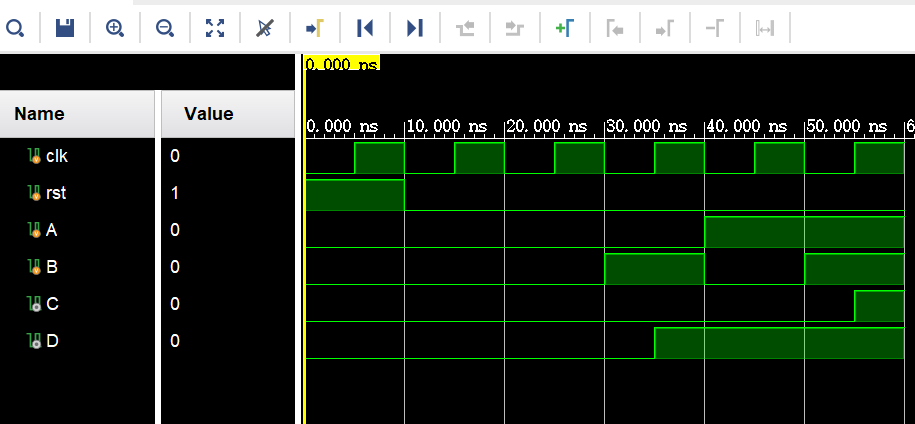 0.000 ns
Name Value
0.000 ns 10.000 ns 20.000 ns 30.000 ns 40.000 ns 50.000 ns 6
clk 0
rst 1
A 0
B 0
C 0
D 0